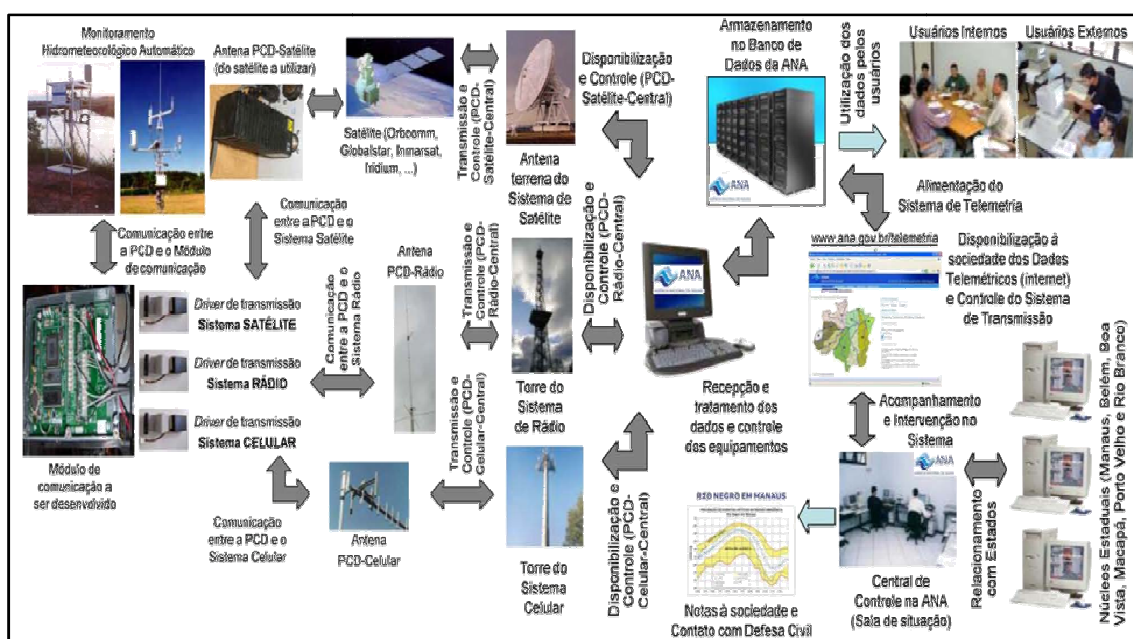 Monitoramento
Hidrometeorológico Automático
Antena PCD-Satélite
(do satélite a utilizar)
Satélite (Orbcomm,
Globalstar, Inmarsat,
Iridium, ...)
Transmissão e
Controle (PCD-
Satélite-Central)
Antena
terrena do
Sistema de
Satélite
Disponibilização
e Controle (PCD-
Satélite-Central)
Armazenamento
no Banco de
Dados da ANA
ANA
Utilização dos
dados pelos
usuários
Usuários Internos
Usuários Externos
Alimentação do
Sistema de Telemetria
Comunicação entre
a PCD e o Módulo
de comunicação
Comunicação
entre a PCD e o
Sistema Satélite
Driver de transmissão
Sistema SATÉLITE
Driver de transmissão
Sistema RÁDIO
Driver de transmissão
Sistema CELULAR
Módulo de
comunicação a
ser desenvolvido
Comunicação
entre a PCD e o
Sistema Rádio
Antena
PCD-Rádio
Transmissão e
Controle (PCD-
Rádio-Central)
Torre do
Sistema
de Rádio
Disponibilização e
Controle (PCD-
Rádio-Central)
ANA
Recepção e
tratamento dos
dados e controle
dos equipamentos
www.ana.gov.br/telemetria
Disponibilização à
sociedade dos Dados
Telemétricos (internet)
e Controle do Sistema
de Transmissão
Acompanhamento
e Intervenção no
Sistema
Comunicação
entre a PCD e o
Sistema Celular
Antena
PCD-Celular
Transmissão e
Controle (PCD-
Celular-Central)
Torre do
Sistema
Celular
Disponibilização e
Controle (PCD-
Celular-Central)
RIO NEGRO EM MANAUS
Notas à sociedade e
Contato com Defesa Civil
ANA
Central de
Controle na ANA
(Sala de situação)
Relacionamento
com Estados
Núcleos Estaduais (Manaus, Belém, Boa
Vista, Macapá, Porto Velho e Rio Branco)